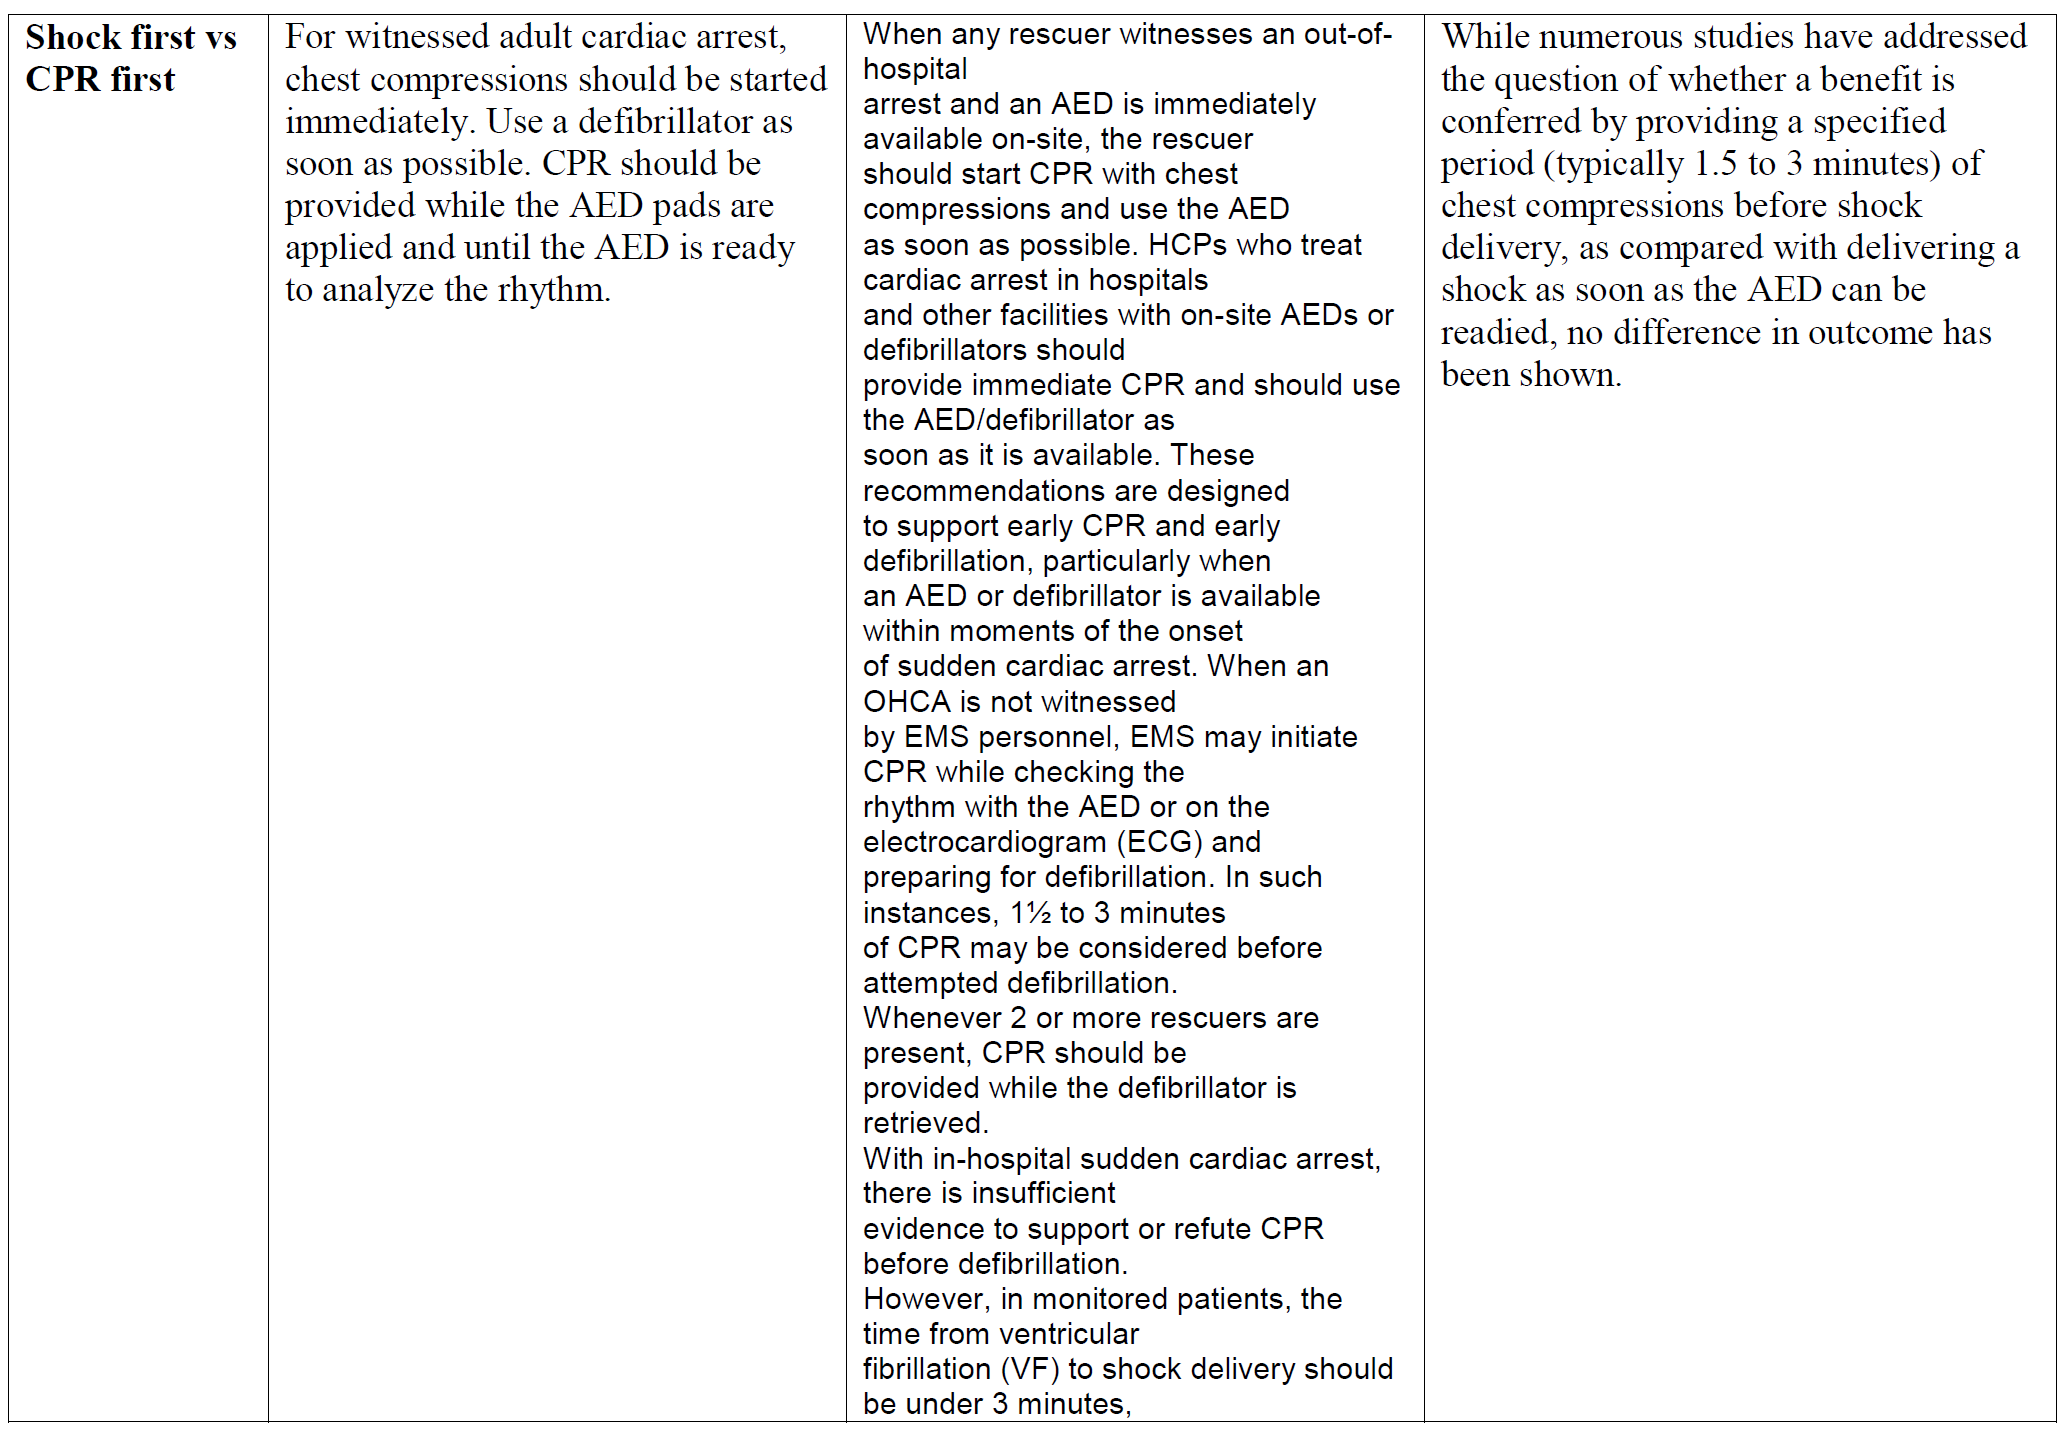 Shock first vs
CPR first
For witnessed adult cardiac arrest,
chest compressions should be started
immediately. Use a defibrillator as
soon as possible. CPR should be
provided while the AED pads are
applied and until the AED is ready
to analyze the rhythm.
When any rescuer witnesses an out-of-
hospital
arrest and an AED is immediately
available on-site, the rescuer
should start CPR with chest
compressions and use the AED
as soon as possible. HCPs who treat
cardiac arrest in hospitals
and other facilities with on-site AEDs or
defibrillators should
provide immediate CPR and should use
the AED/defibrillator as
soon as it is available. These
recommendations are designed
to support early CPR and early
defibrillation, particularly when
an AED or defibrillator is available
within moments of the onset
of sudden cardiac arrest. When an
OHCA is not witnessed
by EMS personnel, EMS may initiate
CPR while checking the
rhythm with the AED or on the
electrocardiogram (ECG) and
preparing for defibrillation. In such
instances, 1½ to 3 minutes
of CPR may be considered before
attempted defibrillation.
Whenever 2 or more rescuers are
present, CPR should be
provided while the defibrillator is
retrieved.
With in-hospital sudden cardiac arrest,
there is insufficient
evidence to support or refute CPR
before defibrillation.
However, in monitored patients, the
time from ventricular
fibrillation (VF) to shock delivery should
be under 3 minutes,
While numerous studies have addressed
the question of whether a benefit is
conferred by providing a specified
period (typically 1.5 to 3 minutes) of
chest compressions before shock
delivery, as compared with delivering a
shock as soon as the AED can be
readied, no difference in outcome has
been shown.